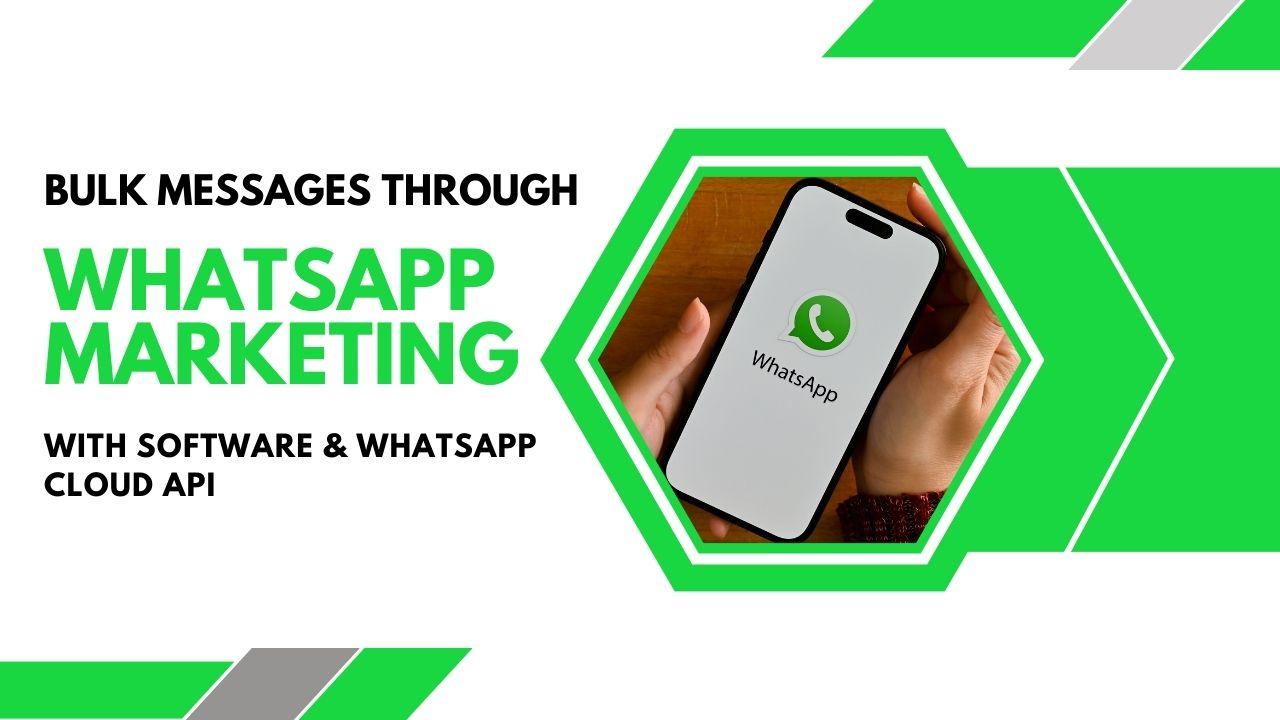 BULK MESSAGES THROUGH
WHATSAPP
MARKETING
WITH SOFTWARE & WHATSAPP
CLOUD API
WhatsApp